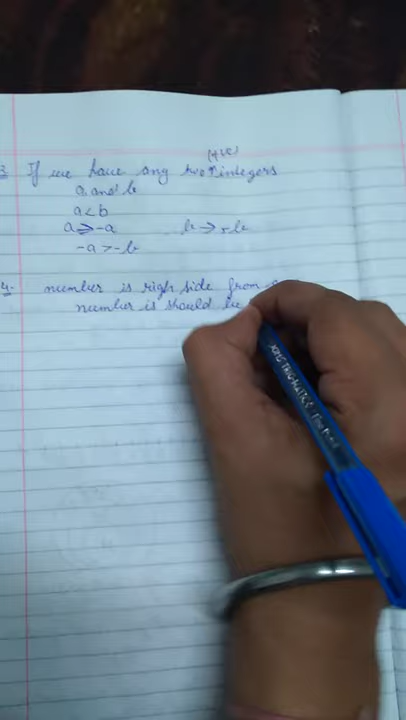 (+ve)
3 If we have any two integers
a and b
a<b
a > -a b → -b
-a > -b
4. number is righ side from
number is should be